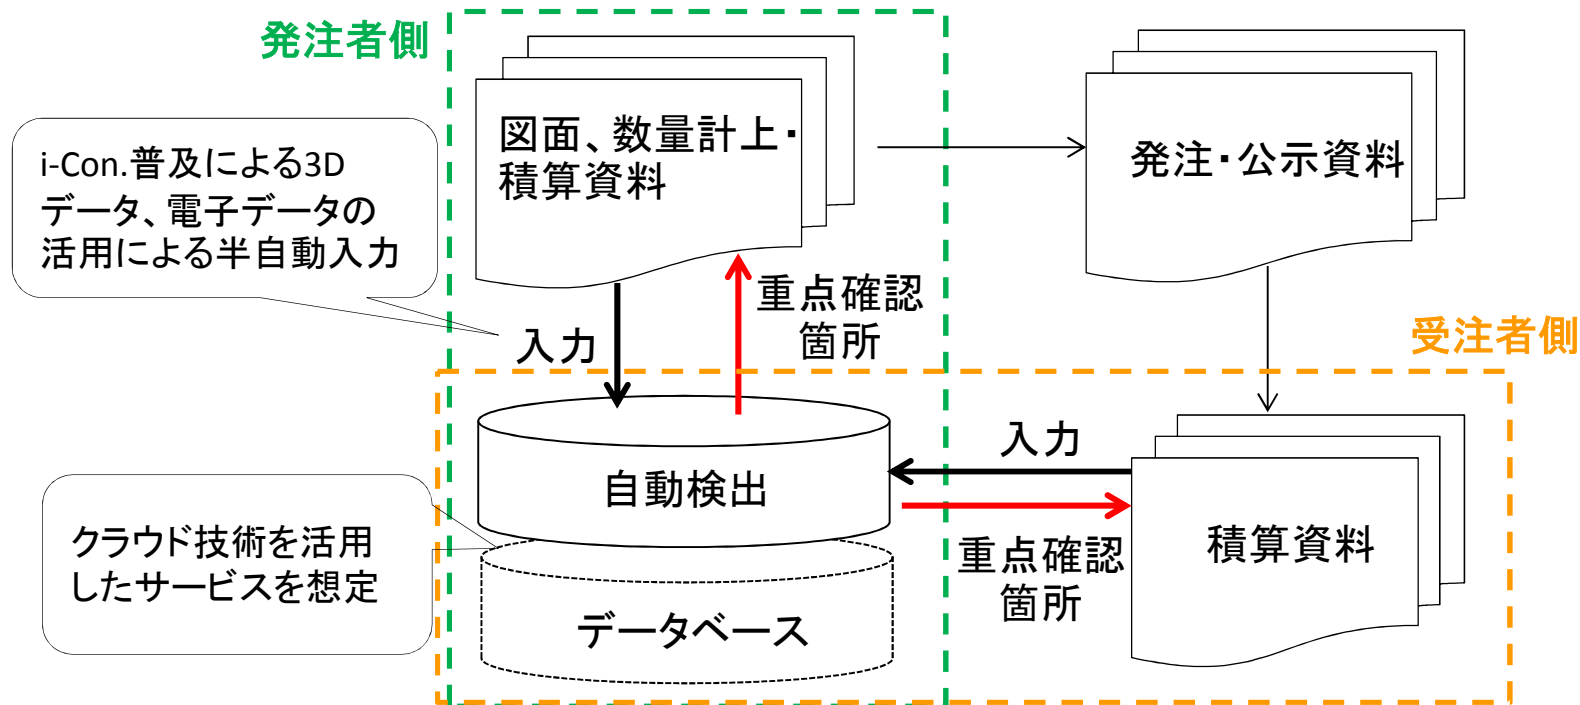 発注者側
図面、数量計上・
積算資料
発注・公示資料
i-Con.普及による3D
データ、電子データの
活用による半自動入力
重点確認
箇所
入力
受注者側
自動検出
入力
重点確認
箇所
積算資料
クラウド技術を活用
したサービスを想定
データベース